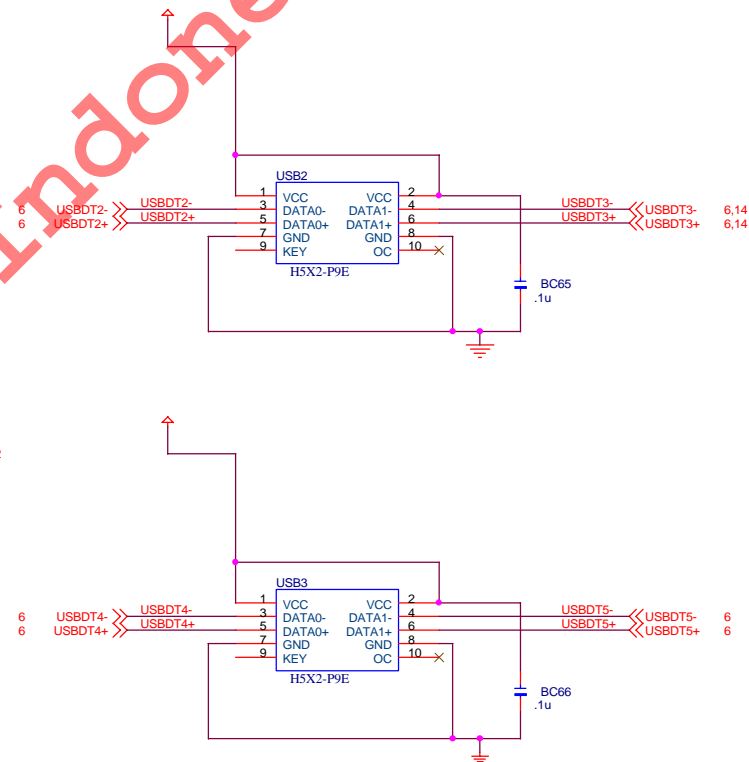 Indone
USB2
1 VCC VCC 2
6 USBDT2- USBDT2- 3 DATA0- DATA1- 4 USBDT3- USBDT3- 6,14
6 USBDT2+ USBDT2+ 5 DATA0+ DATA1+ 6 USBDT3+ USBDT3+ 6,14
7 GND GND 8
9 KEY OC 10
H5X2-P9E
BC65
.1u
USB3
1 VCC VCC 2
6 USBDT4- USBDT4- 3 DATA0- DATA1- 4 USBDT5- USBDT5- 6
6 USBDT4+ USBDT4+ 5 DATA0+ DATA1+ 6 USBDT5+ USBDT5+ 6
7 GND GND 8
9 KEY OC 10
H5X2-P9E
BC66
.1u